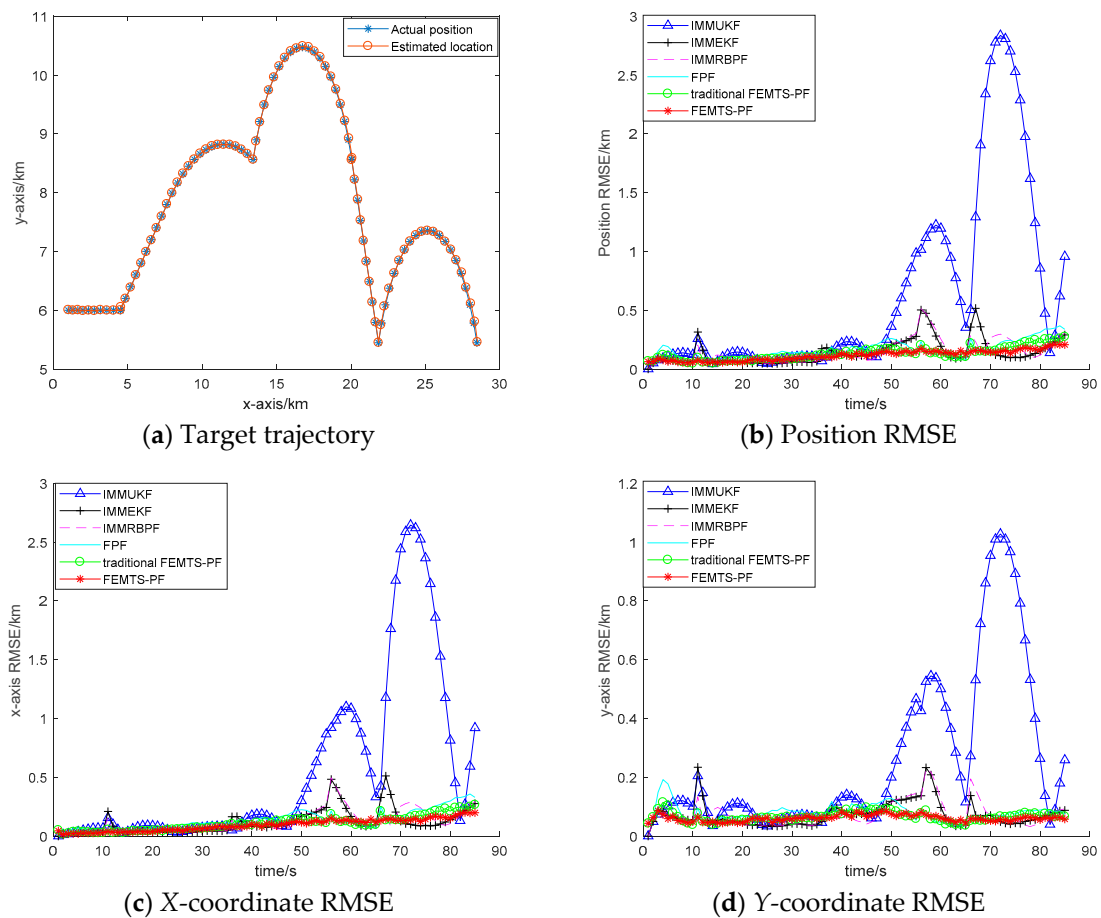 11
10
9
8
7
6
5
0
5
10
15
20
25
30
y-axis/km
x-axis/km
Actual position
Estimated location
(a) Target trajectory
3
2.5
2
1.5
1
0.5
0
0
10
20
30
40
50
60
70
80
90
Position RMSE/km
time/s
IMMUKF
IMMEKF
IMMRBPF
FPF
traditional FEMTS-PF
FEMTS-PF
(b) Position RMSE
3
2.5
2
1.5
1
0.5
0
0
10
20
30
40
50
60
70
80
90
x-axis RMSE/km
time/s
IMMUKF
IMMEKF
IMMRBPF
FPF
traditional FEMTS-PF
FEMTS-PF
(c) X-coordinate RMSE
1.2
1
0.8
0.6
0.4
0.2
0
0
10
20
30
40
50
60
70
80
90
y-axis RMSE/km
time/s
IMMUKF
IMMEKF
IMMRBPF
FPF
traditional FEMTS-PF
FEMTS-PF
(d) Y-coordinate RMSE